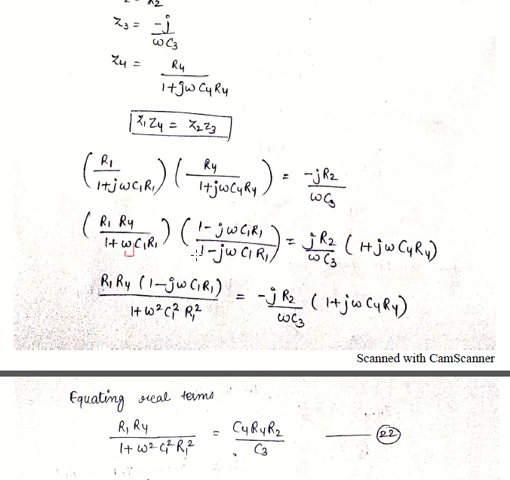 Z₃ = -j / ωC₃
Z₄ = R₄ / 1+jωC₄R₄
Z₁Z₄ = Z₂Z₃
(R₁ / 1+jωC₁R₁) (R₄ / 1+jωC₄R₄) = -jR₂ / ωC₃
(R₁ R₄ / 1+ωC₁R₁) (1-jωC₁R₁ / 1-jωC₁R₁) = jR₂ / ωC₃ (1+jωC₄R₄)
R₁R₄ (1-jωC₁R₁) / 1+ω²C₁²R₁² = -jR₂ / ωC₃ (1+jωC₄R₄)
Scanned with CamScanner
Equating real terms
R₁R₄ / 1+ω²C₁²R₁² = C₄R₄R₂ / C₃ —— 22